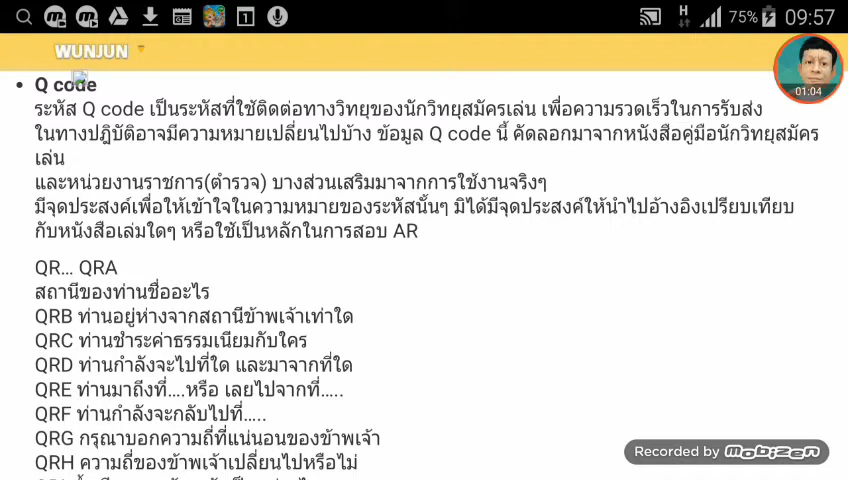 H
75%
09:57
WUNJUN
01:04
Q code
ระหัส Q code เป็นระหัสที่ใช้ติดต่อทางวิทยุของนักวิทยุสมัครเล่น เพื่อความรวดเร็วในการรับส่ง
ในทางปฎิบัติอาจมีความหมายเปลี่ยนไปบ้าง ข้อมูล Q code นี้ คัดลอกมาจากหนังสือคู่มือนักวิทยุสมัคร
เล่น
และหน่วยงานราชการ(ตำรวจ) บางส่วนเสริมมาจากการใช้งานจริงๆ
มีจุดประสงค์เพื่อให้เข้าใจในความหมายของระหัสนั้นๆ มิได้มีจุดประสงค์ให้นำไปอ้างอิงเปรียบเทียบ
กับหนังสือเล่มใดๆ หรือใช้เป็นหลักในการสอบ AR
QR... QRA
สถานีของท่านชื่ออะไร
QRB ท่านอยู่ห่างจากสถานีข้าพเจ้าเท่าใด
QRC ท่านชำระค่าธรรมเนียมกับใคร
QRD ท่านกำลังจะไปที่ใด และมาจากที่ใด
QRE ท่านมาถึงที่....หรือ เลยไปจากที่.....
QRF ท่านกำลังจะกลับไปที่.....
QRG กรุณาบอกความถี่ที่แน่นอนของข้าพเจ้า
QRH ความถี่ของข้าพเจ้าเปลี่ยนไปหรือไม่
Recorded by mobizen